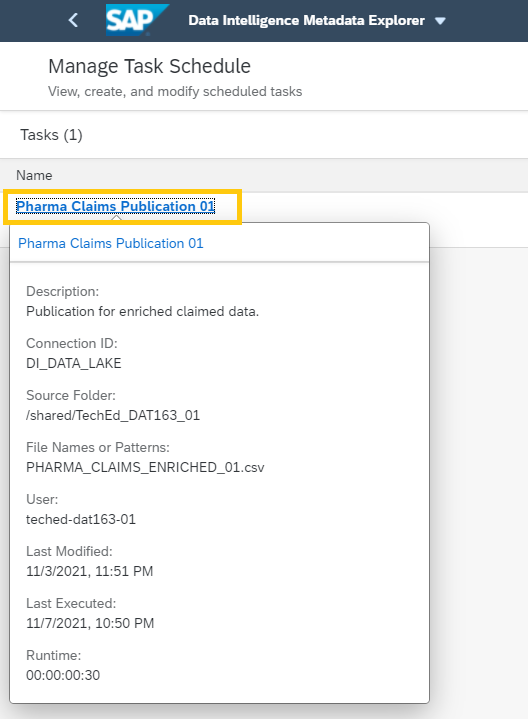 SAP Data Intelligence Metadata Explorer
Manage Task Schedule
View, create, and modify scheduled tasks
Tasks (1)
Name
Pharma Claims Publication 01
Pharma Claims Publication 01
Description:
Publication for enriched claimed data.
Connection ID:
DI_DATA_LAKE
Source Folder:
/shared/TechEd_DAT163_01
File Names or Patterns:
PHARMA_CLAIMS_ENRICHED_01.csv
User:
teched-dat163-01
Last Modified:
11/3/2021, 11:51 PM
Last Executed:
11/7/2021, 10:50 PM
Runtime:
00:00:00:30